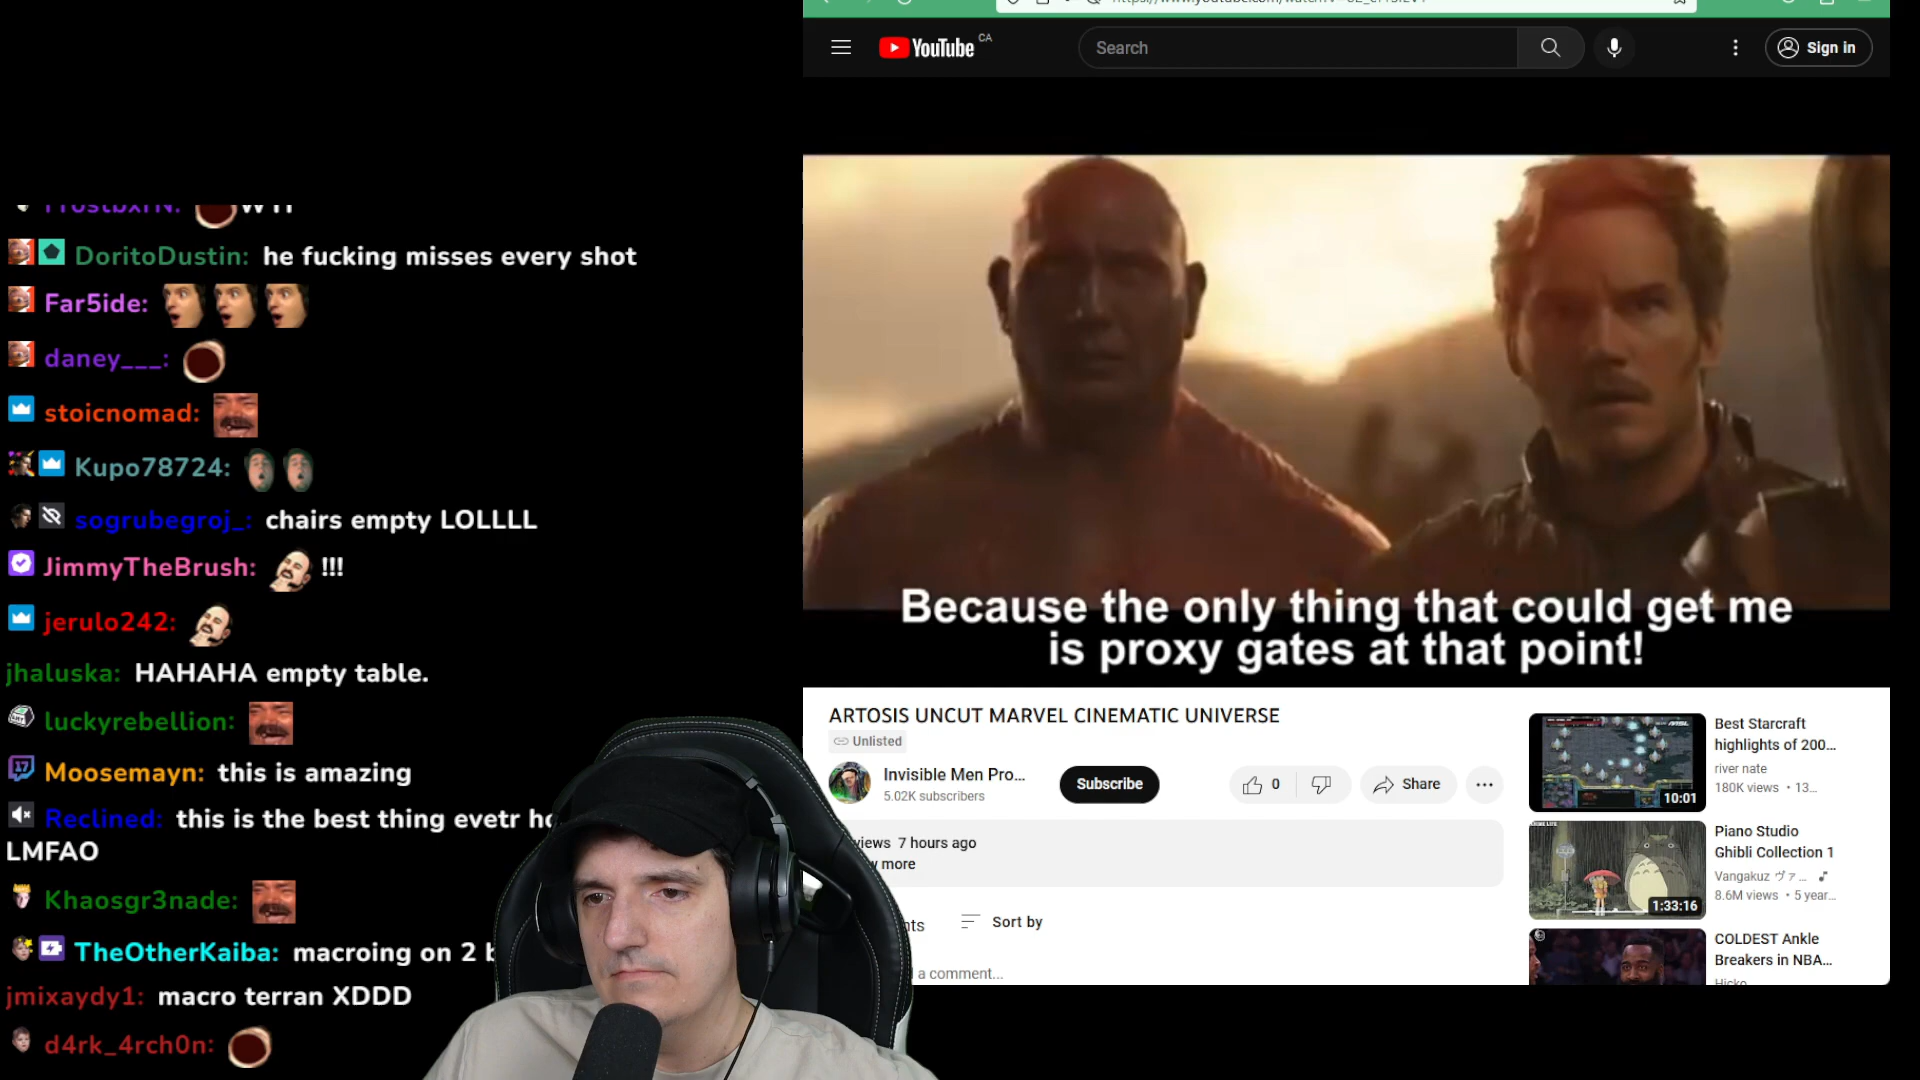 DoritoDustin: he fucking misses every shot
Far5ide:
daney___:
stoicnomad:
Kupo78724:
sogrubegroj_: chairs empty LOLLLL
JimmyTheBrush: !!!
jerulo242:
jhaluska: HAHAHA empty table.
luckyrebellion:
17 Moosemayn: this is amazing
Reclined: this is the best thing evetr
LMFAO
Khaosgr3nade:
TheOtherKaiba: macroing on 2
jmixaydy1: macro terran XDDD
d4rk_4rch0n:
YouTube CA
Search
Sign in
Because the only thing that could get me
is proxy gates at that point!
ARTOSIS UNCUT MARVEL CINEMATIC UNIVERSE
Unlisted
Invisible Men Pro...
5.02K subscribers
Subscribe
0
Share
views 7 hours ago
more
Sort by
a comment...
10:01
Best Starcraft
highlights of 200...
river nate
180K views • 13...
1:33:16
Piano Studio
Ghibli Collection 1
Vangakuz ヴァ...
8.6M views • 5 year...
COLDEST Ankle
Breakers in NBA...